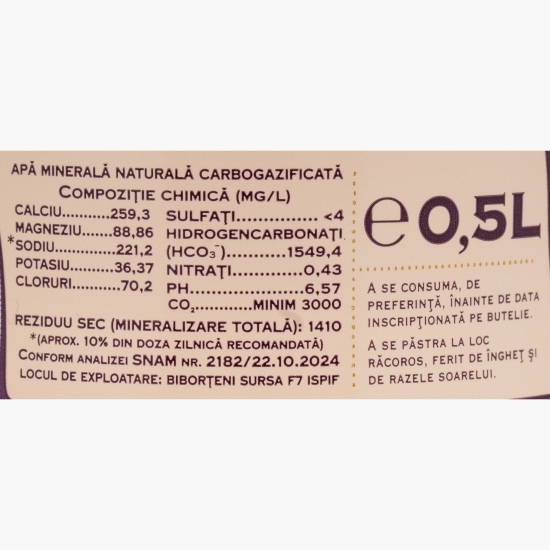 APĂ MINERALĂ NATURALĂ CARBOGAZIFICATĂ
COMPOZIȚIE CHIMICĂ (MG/L)
CALCIU..........259,3
MAGNEZIU......88,86
*SODIU............221,2
POTASIU.........36,37
CLORURI..........70,2
SULFAȚI...............<4
HIDROGENCARBONAȚI
(HCO₃⁻)............1549,4
NITRAȚI............0,43
PH.....................6,57
CO₂............MINIM 3000
REZIDUU SEC (MINERALIZARE TOTALĂ): 1410
*(APROX. 10% DIN DOZA ZILNICĂ RECOMANDATĂ)
CONFORM ANALIZEI SNAM NR. 2182/22.10.2024
LOCUL DE EXPLOATARE: BIBORȚENI SURSA F7 ISPIF
℮ 0,5L
A SE CONSUMA, DE
PREFERINȚĂ, ÎNAINTE DE DATA
INSCRIPȚIONATĂ PE BUTELIE.
A SE PĂSTRA LA LOC
RĂCOROS, FERIT DE ÎNGHEȚ ȘI
DE RAZELE SOARELUI.